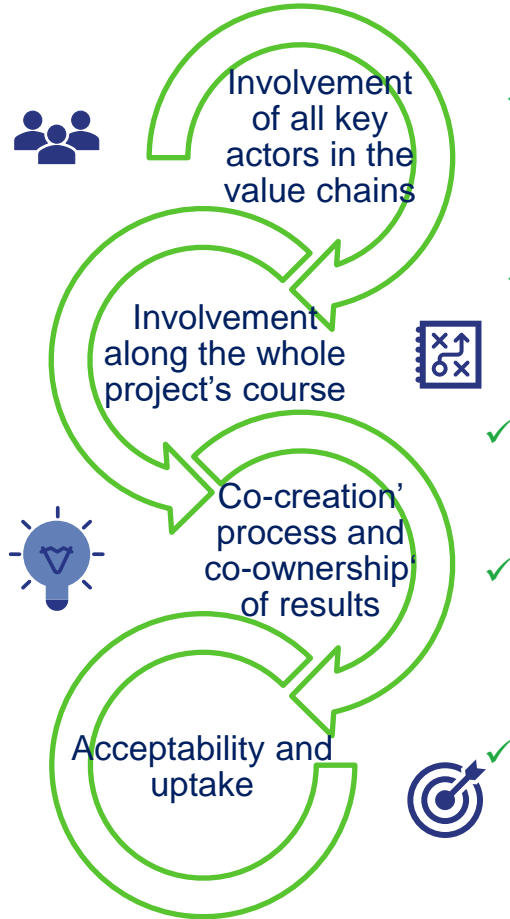 Involvement
of all key
actors in the
value chains
Involvement
along the whole
project's course
Co-creation’
process and
co-ownership‘
of results
Acceptability and
uptake